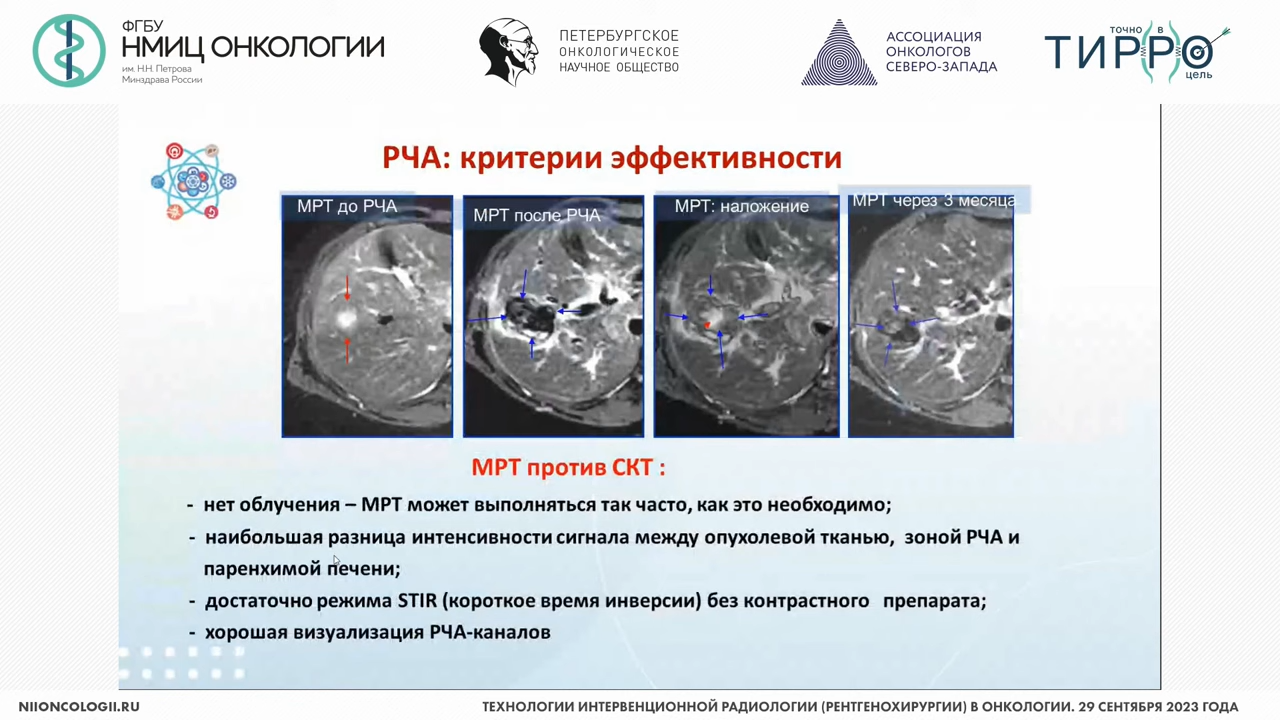 ФГБУ
НМИЦ ОНКОЛОГИИ
им. Н.Н. Петрова
Минздрава России
ПЕТЕРБУРГСКОЕ
ОНКОЛОГИЧЕСКОЕ
НАУЧНОЕ ОБЩЕСТВО
АССОЦИАЦИЯ
ОНКОЛОГОВ
СЕВЕРО-ЗАПАДА
точно в
ТИРРО
цель
РЧА: критерии эффективности
МРТ до РЧА
МРТ после РЧА
МРТ: наложение
МРТ через 3 месяца
МРТ против СКТ :
- нет облучения – МРТ может выполняться так часто, как это необходимо;
- наибольшая разница интенсивности сигнала между опухолевой тканью, зоной РЧА и
паренхимой печени;
- достаточно режима STIR (короткое время инверсии) без контрастного препарата;
- хорошая визуализация РЧА-каналов
NIIONCOLOGII.RU
ТЕХНОЛОГИИ ИНТЕРВЕНЦИОННОЙ РАДИОЛОГИИ (РЕНТГЕНОХИРУРГИИ) В ОНКОЛОГИИ. 29 СЕНТЯБРЯ 2023 ГОДА